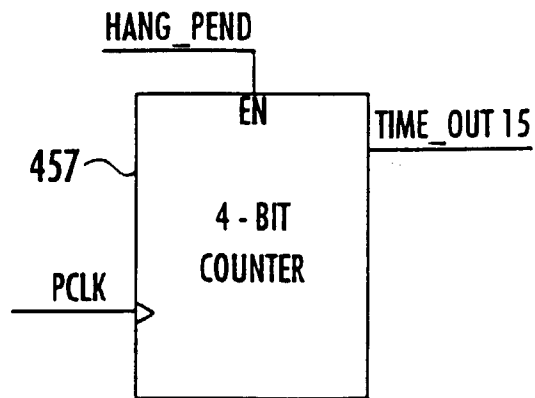 HANG_PEND
EN
TIME_OUT 15
457
4 - BIT
COUNTER
PCLK